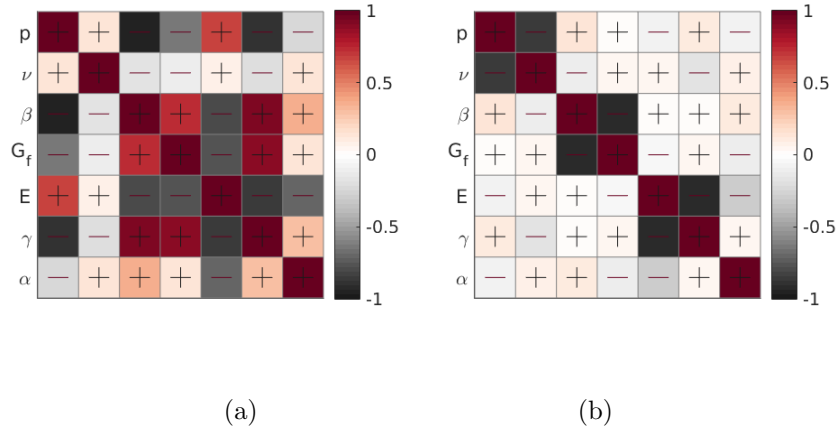 p + + − − + − − 1
ν + + − − + − + 0.5
β − − + + − + +
G_f − − + + − + + 0
E + + − − + − −
γ − − + + − + + -0.5
α − + + + − + + -1
p + − + + − + − 1
ν − + − + + − + 0.5
β + − + − + + +
G_f + + − + − + − 0
E − + + − + − −
γ + − + + − + + -0.5
α − + + − − + + -1
(a) (b)